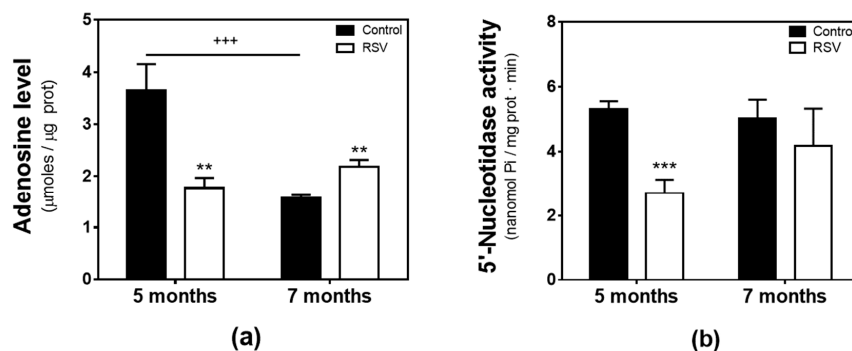 Adenosine level
(μmoles / μg prot)
5
4
3
2
1
0
+++
Control
RSV
**
**
5 months
7 months
(a)
5'-Nucleotidase activity
(nanomol Pi / mg prot · min)
8
6
4
2
0
Control
RSV
***
5 months
7 months
(b)